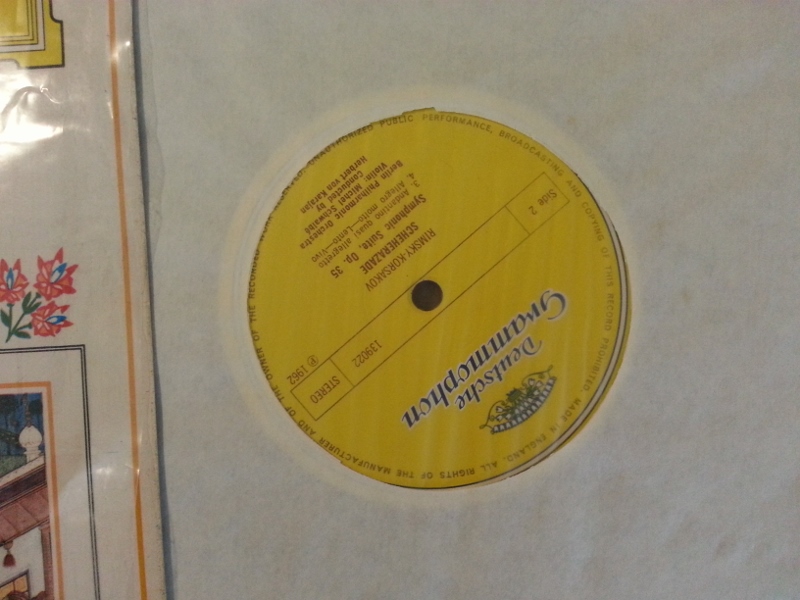 Deutsche
Grammophon
STEREO
139022
Side 2
℗ 1962
RIMSKY-KORSAKOV
SCHEHERAZADE
Symphonic Suite, Op. 35
3. Andantino quasi allegretto
4. Allegro molto—Lento—Vivo
Violin: Michel Schwalbé
Berlin Philharmonic Orchestra
Conducted by
Herbert von Karajan
MADE IN ENGLAND. ALL RIGHTS OF THE MANUFACTURER AND OF THE OWNER OF THE RECORDED UNAUTHORIZED PUBLIC PERFORMANCE, BROADCASTING AND COPYING OF THIS RECORD PROHIBITED